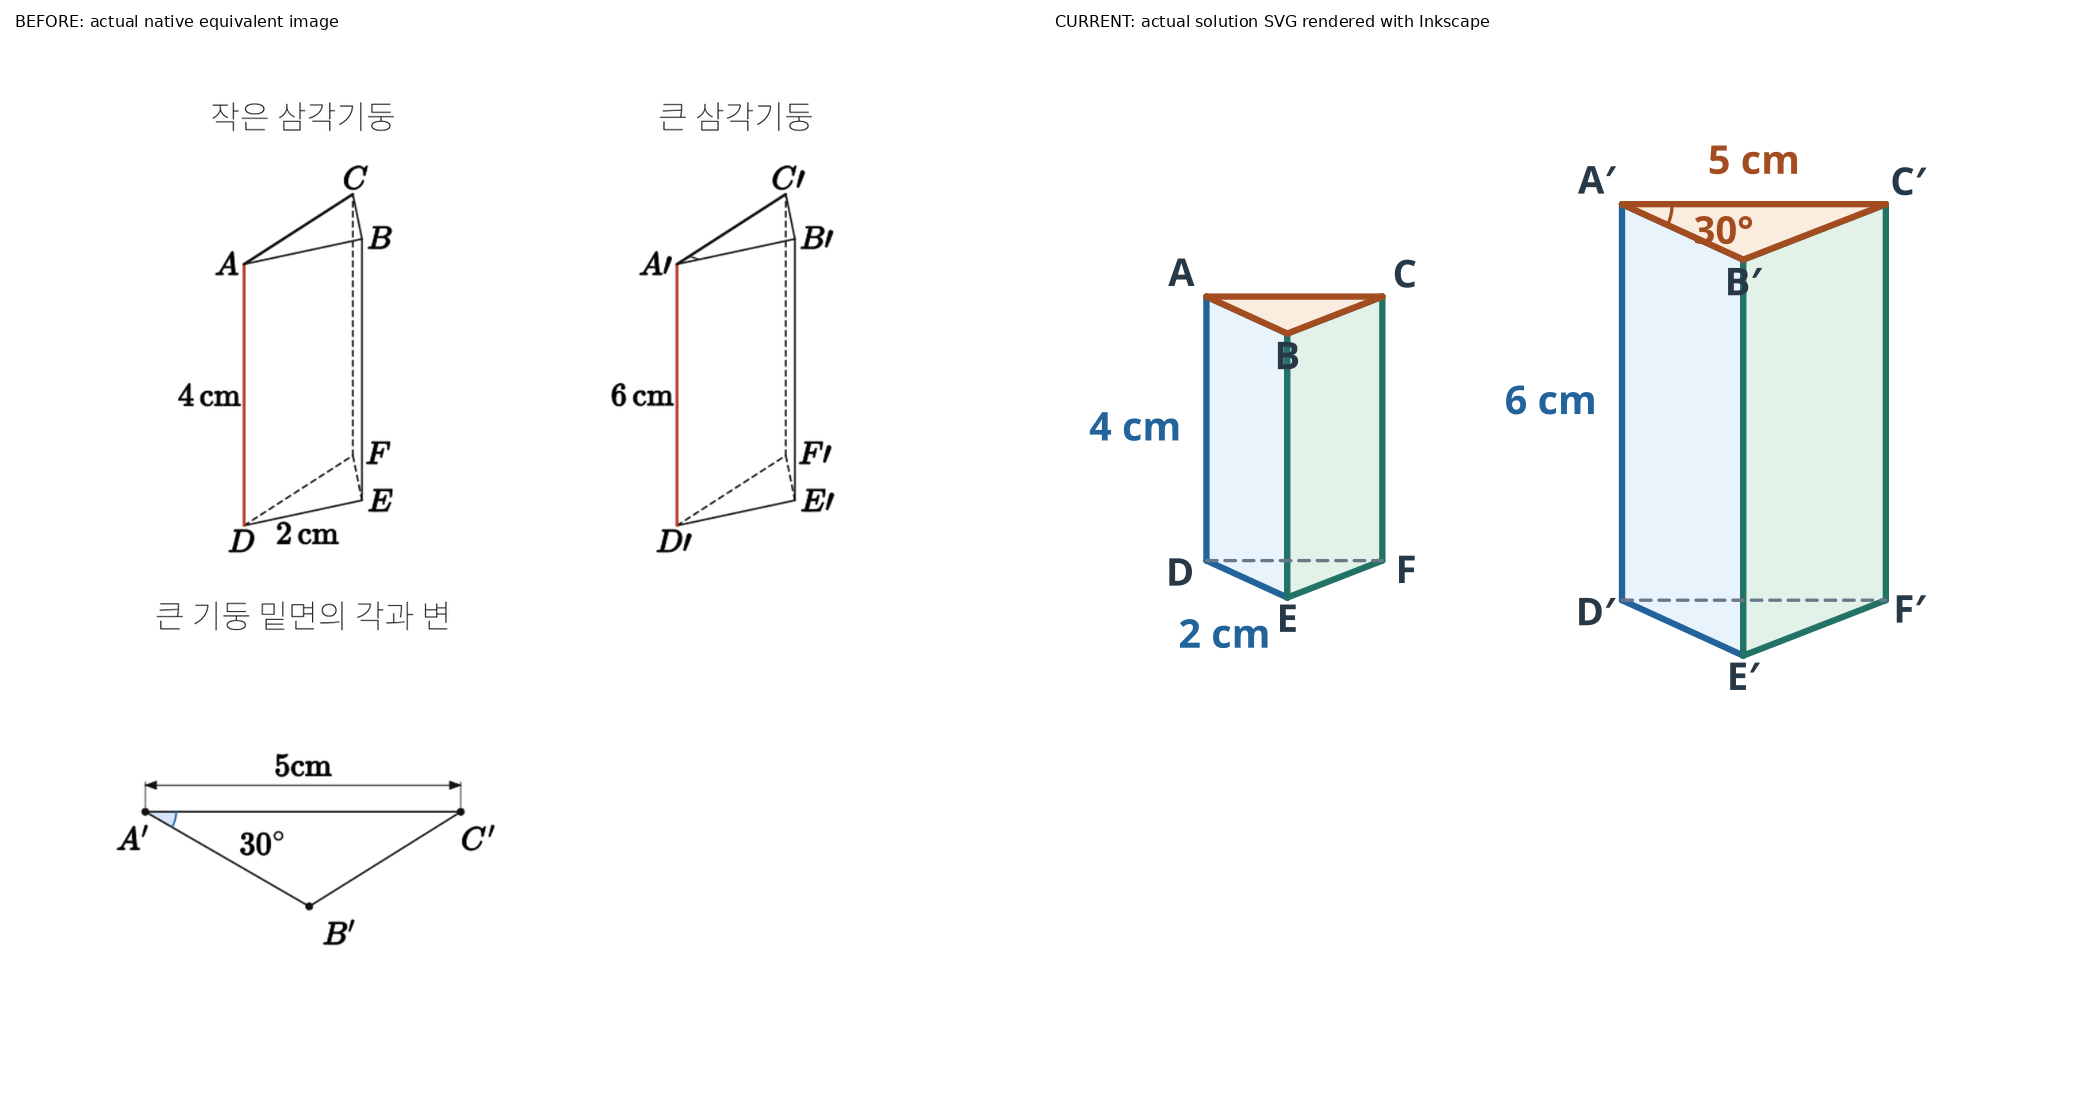 BEFORE: actual native equivalent image
작은 삼각기둥
큰 삼각기둥
C
B
A
4 cm
F
E
D
2 cm
C′
B′
A′
6 cm
F′
E′
D′
큰 기둥 밑면의 각과 변
5cm
A′
30°
C′
B′
CURRENT: actual solution SVG rendered with Inkscape
A
C
B
4 cm
D
F
E
2 cm
5 cm
A′
C′
30°
B′
6 cm
D′
F′
E′